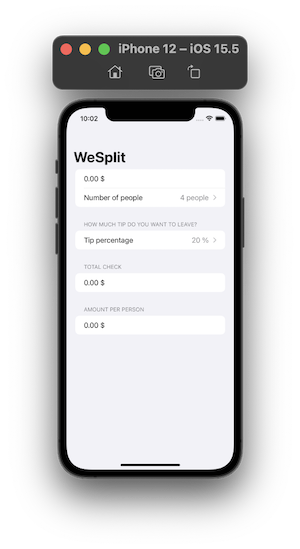 iPhone 12 – iOS 15.5
10:02
WeSplit
0.00 $
Number of people 4 people
HOW MUCH TIP DO YOU WANT TO LEAVE?
Tip percentage 20 %
TOTAL CHECK
0.00 $
AMOUNT PER PERSON
0.00 $